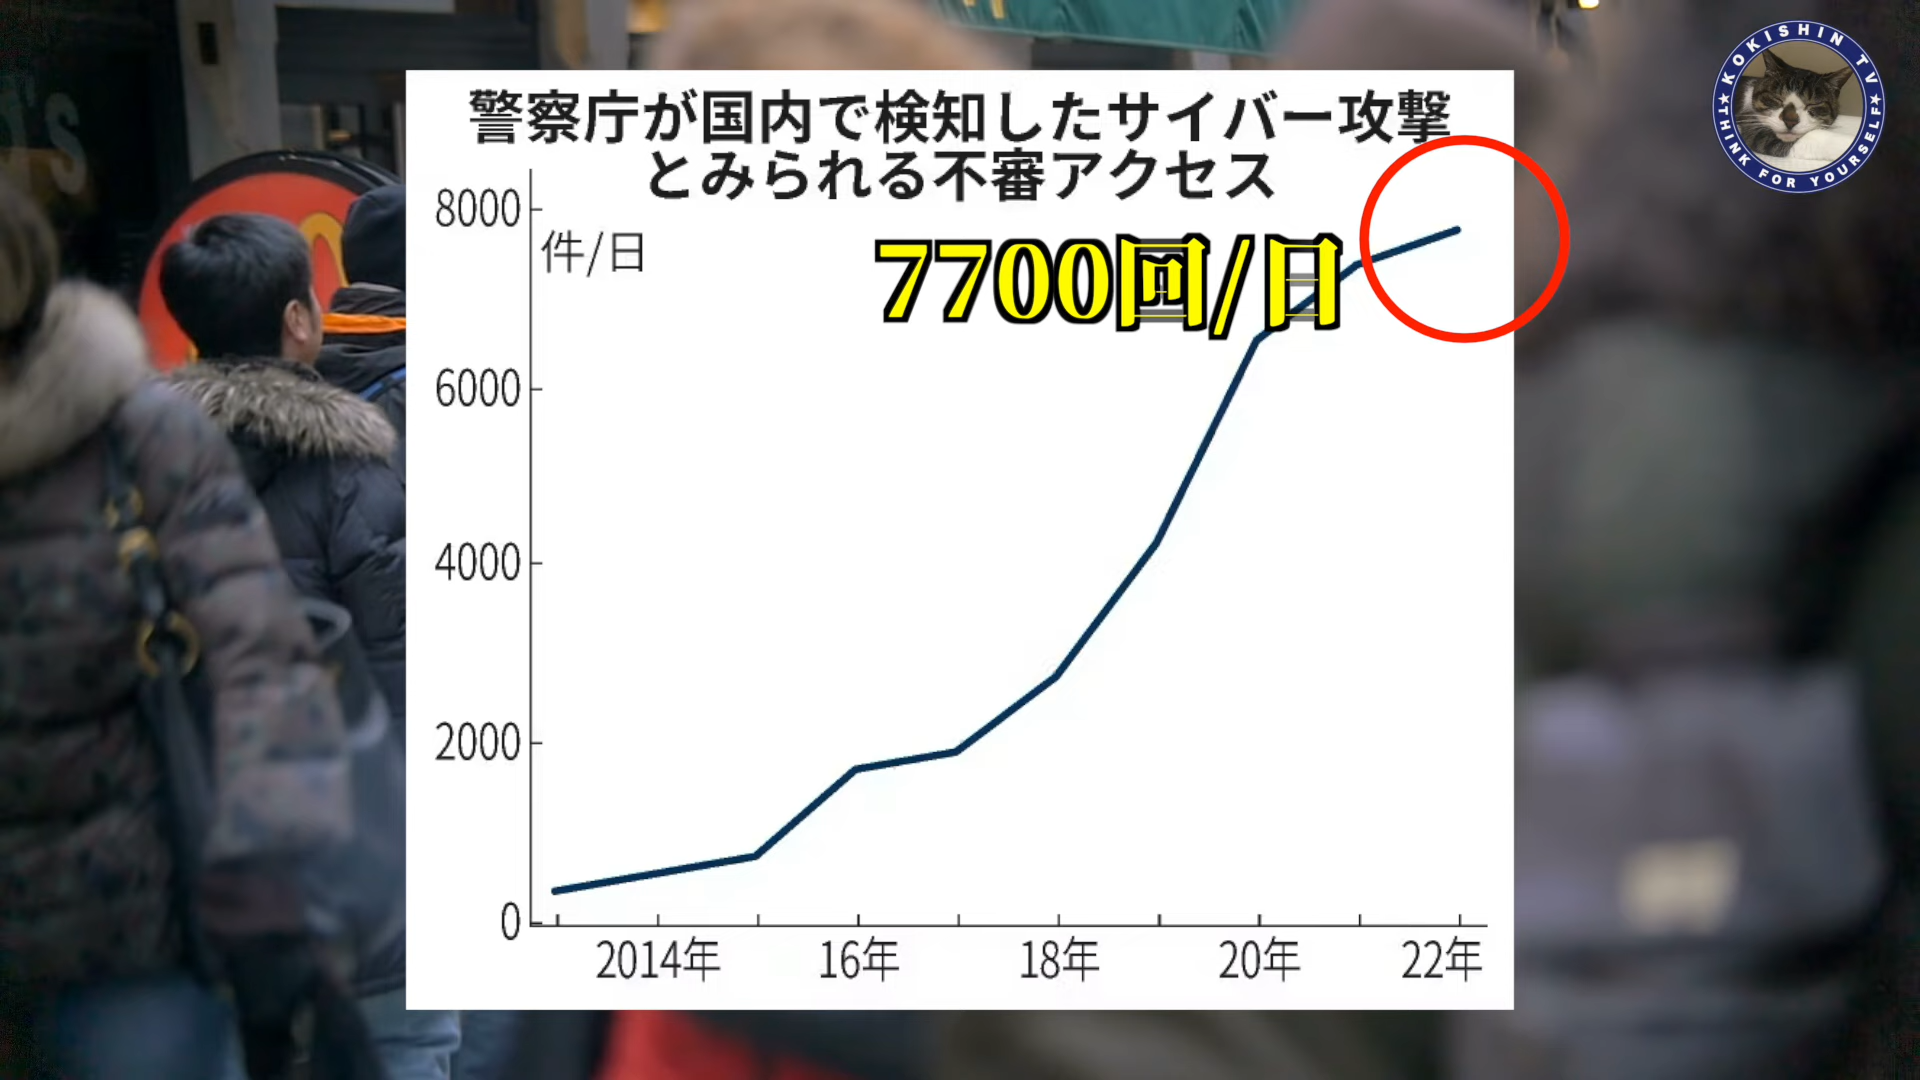 警察庁が国内で検知したサイバー攻撃
とみられる不審アクセス
8000
件/日
7700回/日
6000
4000
2000
0
2014年 16年 18年 20年 22年
KOKISHIN TV
★THINK FOR YOURSELF★